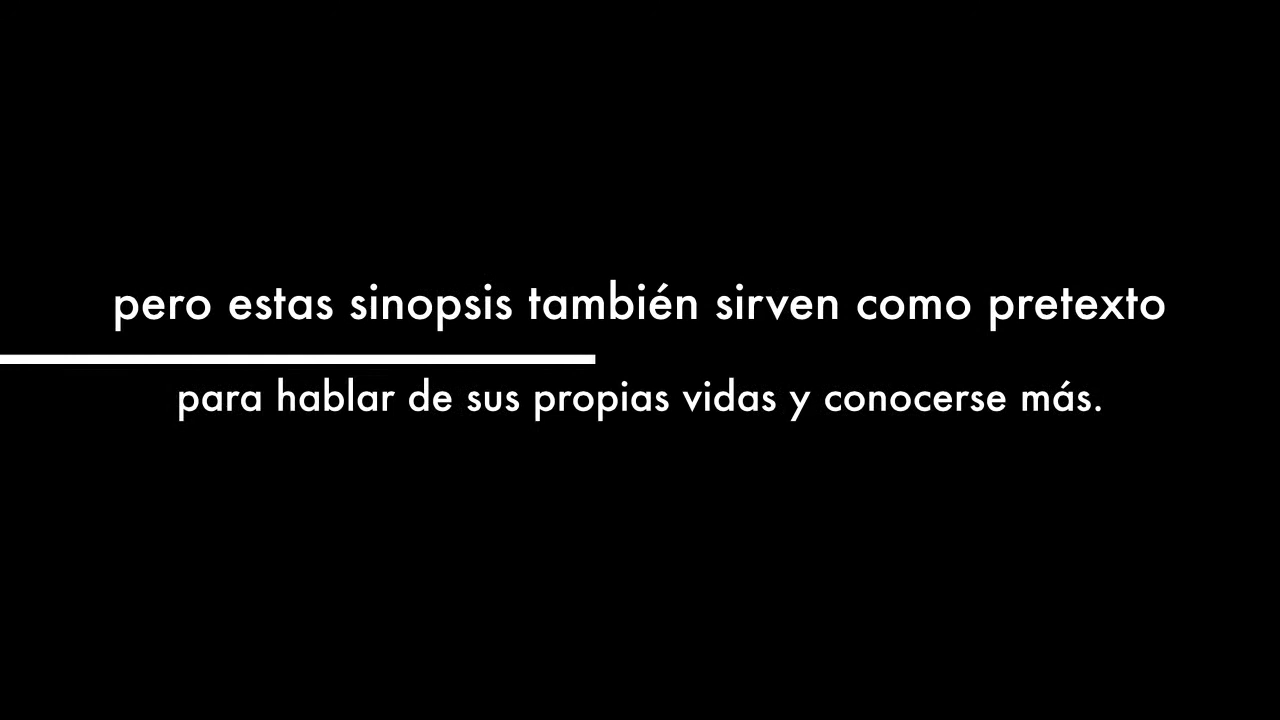 pero estas sinopsis también sirven como pretexto
para hablar de sus propias vidas y conocerse más.